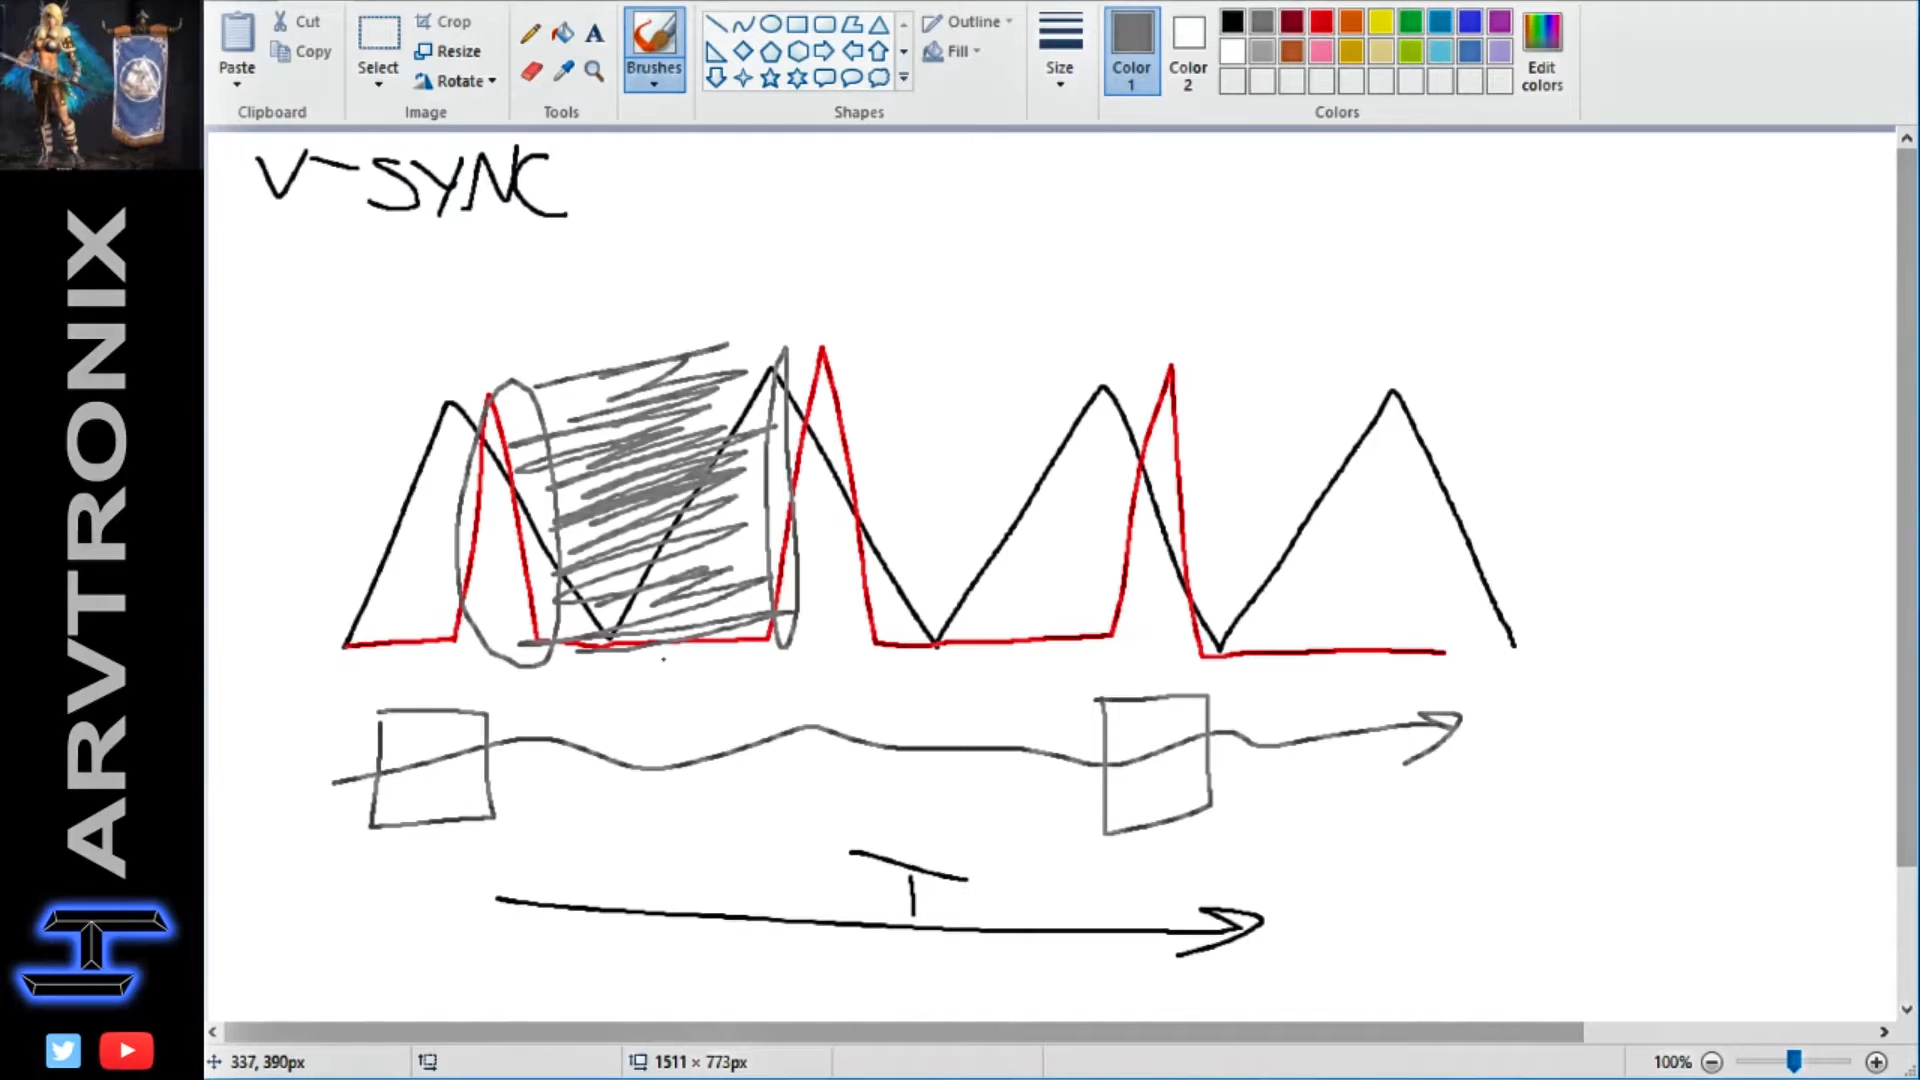 Paste
Cut
Copy
Clipboard
Select
Crop
Resize
Rotate
Image
A
Tools
Brushes
Shapes
Outline
Fill
Size
Color
1
Color
2
Edit
colors
Colors
V-SYNC
T
ARVTRONIX
337, 390px
1511 × 773px
100%